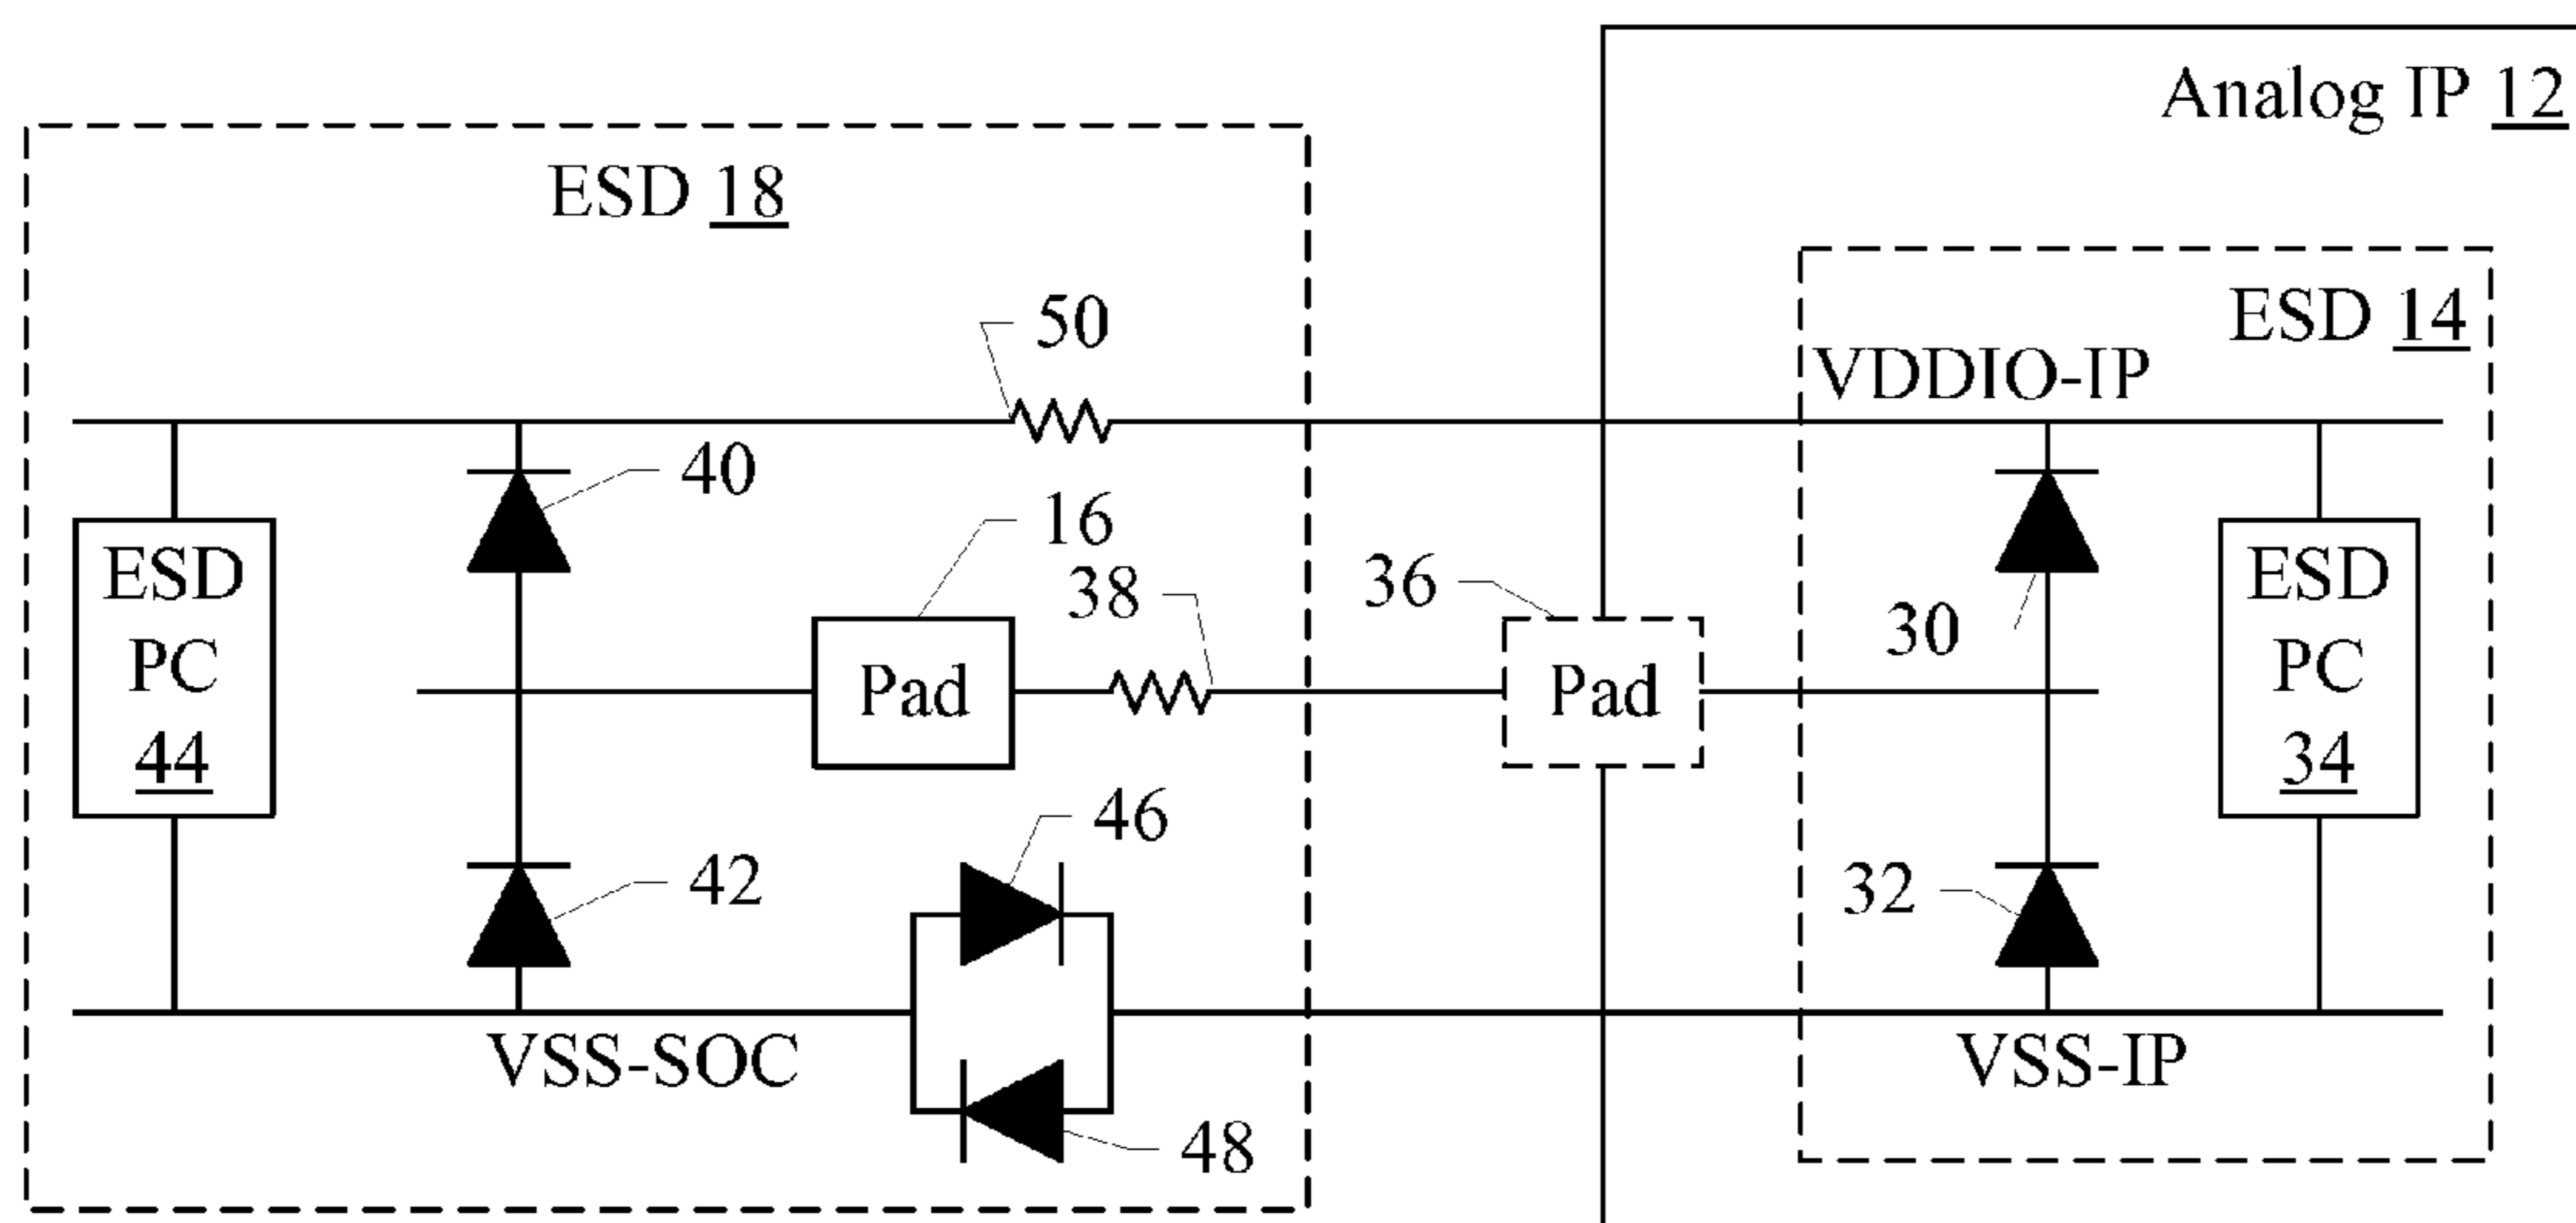 Analog IP 12
ESD 18
ESD 14
50
VDDIO-IP
40
16
38
36
30
ESD
PC
44
Pad
Pad
ESD
PC
34
46
42
32
VSS-SOC
VSS-IP
48